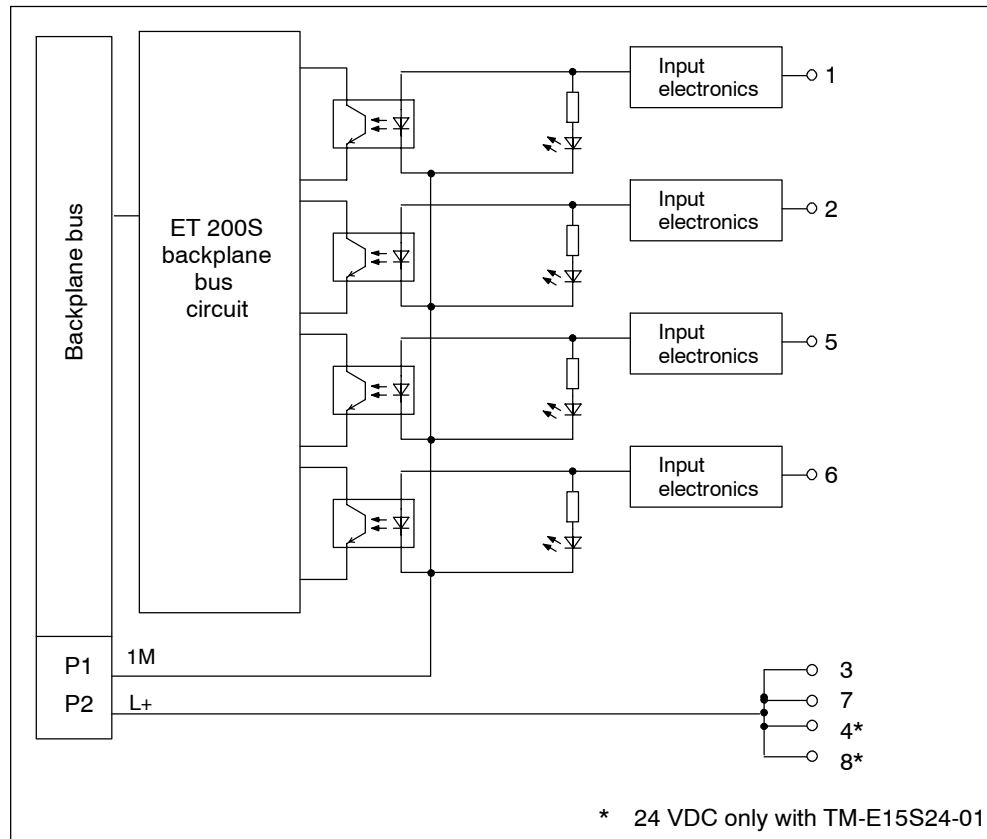 Backplane bus
ET 200S
backplane
bus
circuit
Input
electronics
1
Input
electronics
2
Input
electronics
5
Input
electronics
6
P1
1M
P2
L+
3
7
4*
8*
* 24 VDC only with TM-E15S24-01